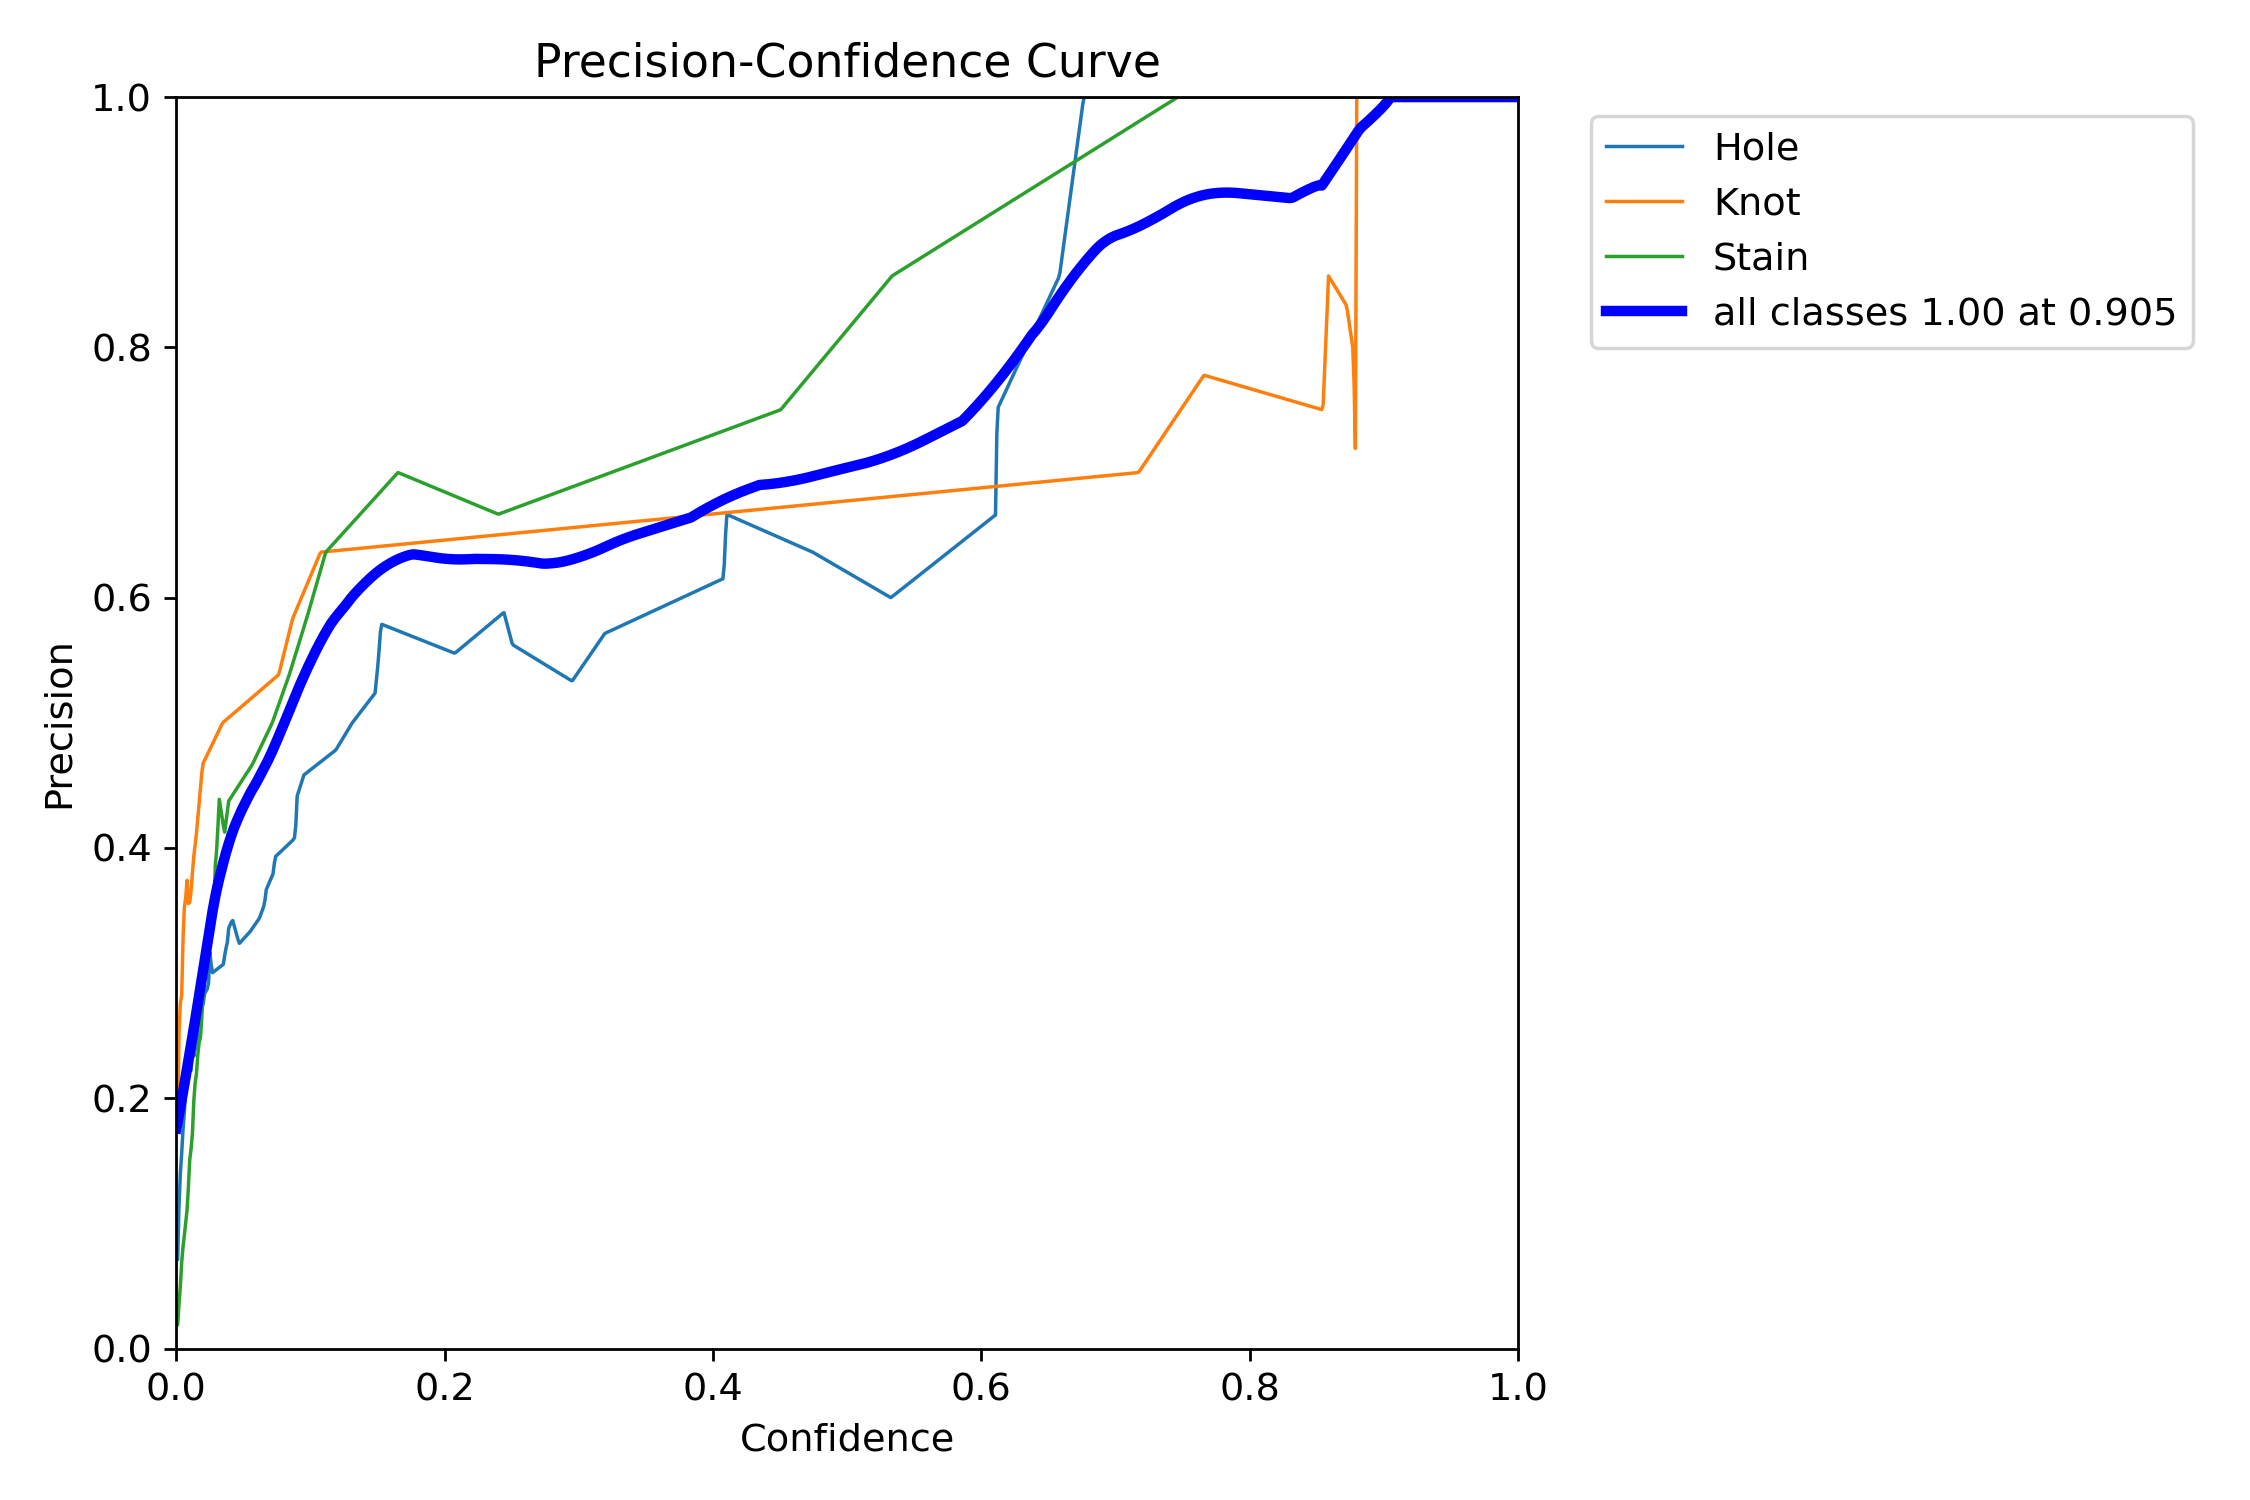 Precision-Confidence Curve
1.0
0.8
0.6
0.4
0.2
0.0
Precision
0.0 0.2 0.4 0.6 0.8 1.0
Confidence
Hole
Knot
Stain
all classes 1.00 at 0.905